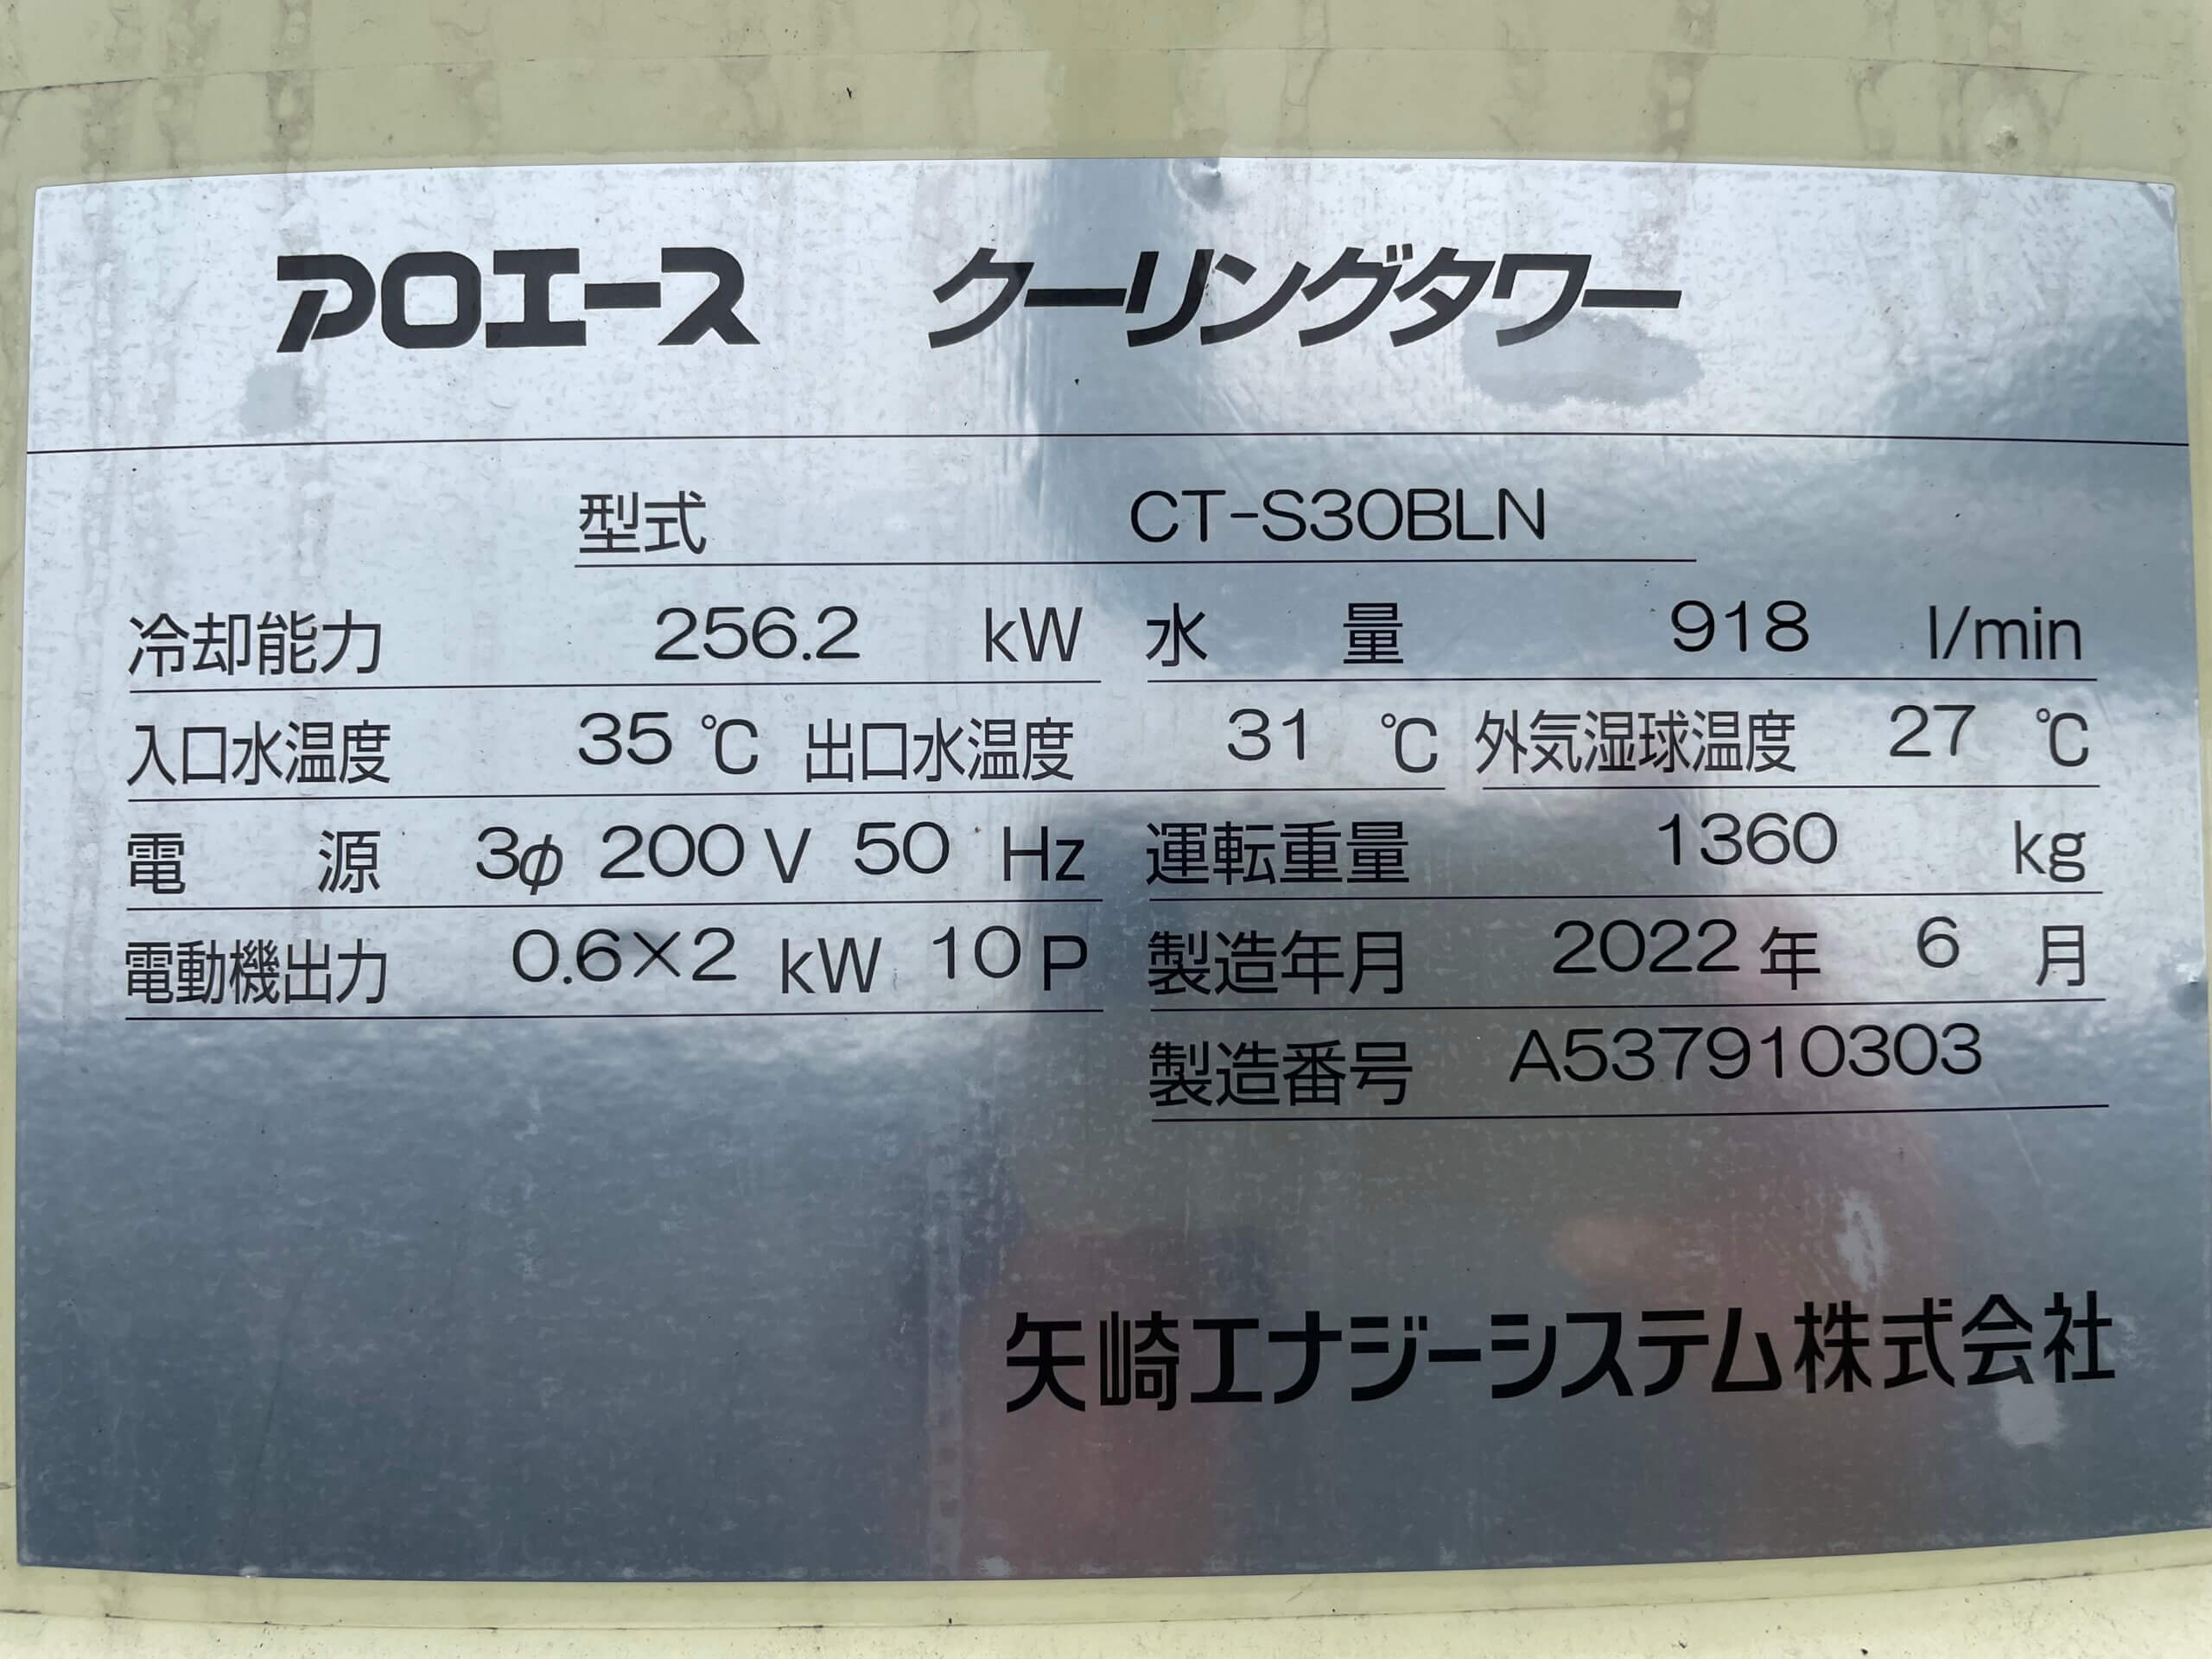 アロエース クーリングタワー
型式 CT-S30BLN
冷却能力 256.2 kW 水量 918 l/min
入口水温度 35 ℃ 出口水温度 31 ℃ 外気湿球温度 27 ℃
電源 3φ 200 V 50 Hz 運転重量 1360 kg
電動機出力 0.6×2 kW 10 P 製造年月 2022 年 6 月
製造番号 A537910303
矢崎エナジーシステム株式会社